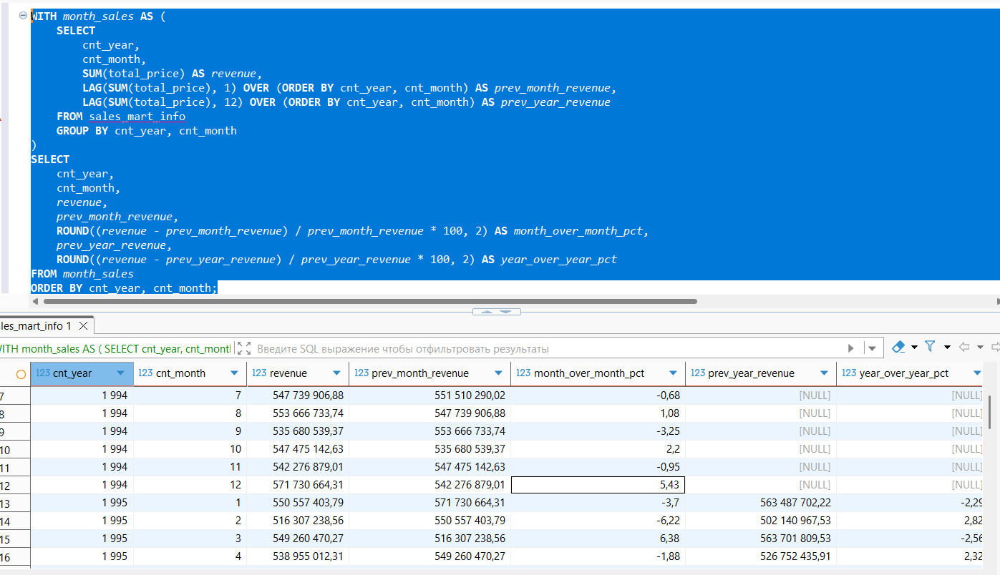 WITH month_sales AS (
SELECT
cnt_year,
cnt_month,
SUM(total_price) AS revenue,
LAG(SUM(total_price), 1) OVER (ORDER BY cnt_year, cnt_month) AS prev_month_revenue,
LAG(SUM(total_price), 12) OVER (ORDER BY cnt_year, cnt_month) AS prev_year_revenue
FROM sales_mart_info
GROUP BY cnt_year, cnt_month
)
SELECT
cnt_year,
cnt_month,
revenue,
prev_month_revenue,
ROUND((revenue - prev_month_revenue) / prev_month_revenue * 100, 2) AS month_over_month_pct,
prev_year_revenue,
ROUND((revenue - prev_year_revenue) / prev_year_revenue * 100, 2) AS year_over_year_pct
FROM month_sales
ORDER BY cnt_year, cnt_month;
les_mart_info 1
WITH month_sales AS ( SELECT cnt_year, cnt_montl Введите SQL выражение чтобы отфильтровать результаты
123 cnt_year 123 cnt_month 123 revenue 123 prev_month_revenue 123 month_over_month_pct 123 prev_year_revenue 123 year_over_year_pct
7 1 994 7 547 739 906,88 551 510 290,02 -0,68 [NULL] [NULL]
8 1 994 8 553 666 733,74 547 739 906,88 1,08 [NULL] [NULL]
9 1 994 9 535 680 539,37 553 666 733,74 -3,25 [NULL] [NULL]
10 1 994 10 547 475 142,63 535 680 539,37 2,2 [NULL] [NULL]
11 1 994 11 542 276 879,01 547 475 142,63 -0,95 [NULL] [NULL]
12 1 994 12 571 730 664,31 542 276 879,01 5,43 [NULL] [NULL]
13 1 995 1 550 557 403,79 571 730 664,31 -3,7 563 487 702,22 -2,29
14 1 995 2 516 307 238,56 550 557 403,79 -6,22 502 140 967,53 2,82
15 1 995 3 549 260 470,27 516 307 238,56 6,38 563 701 809,53 -2,56
16 1 995 4 538 955 012,31 549 260 470,27 -1,88 526 752 435,91 2,32